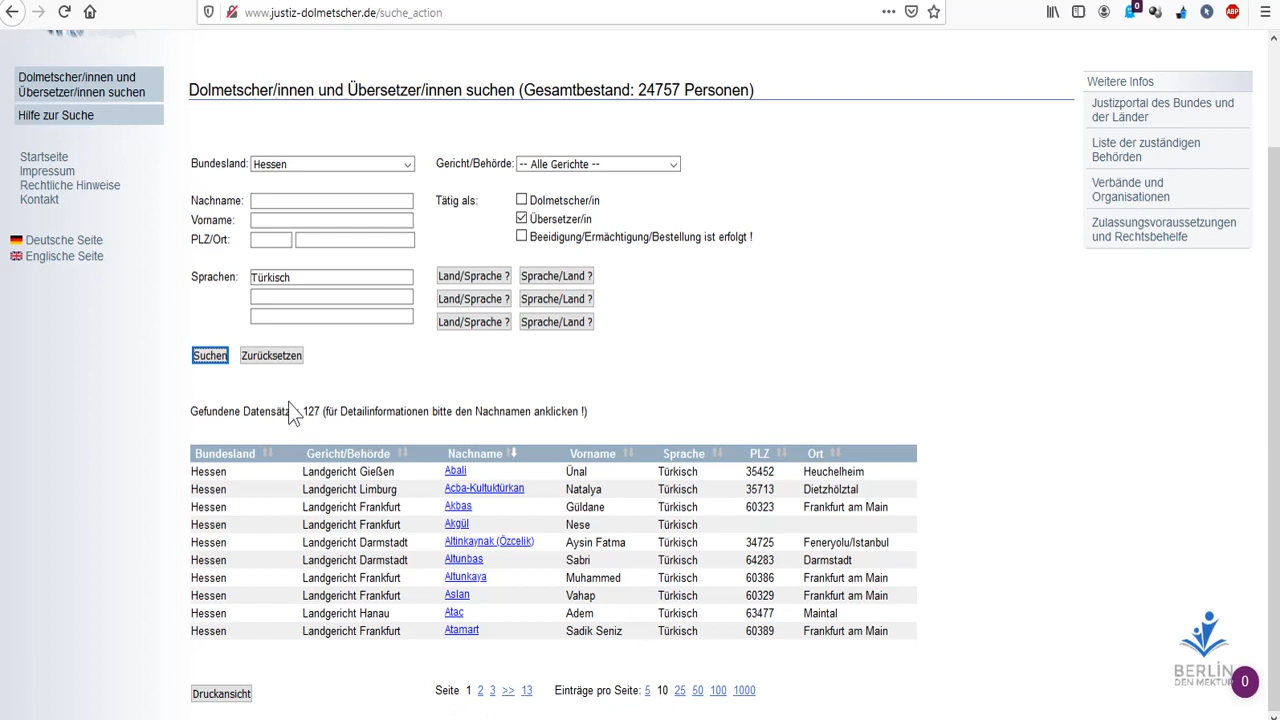 www.justiz-dolmetscher.de/suche_action
0
ABP
Dolmetscher/innen und
Übersetzer/innen suchen
Hilfe zur Suche
Startseite
Impressum
Rechtliche Hinweise
Kontakt
Deutsche Seite
Englische Seite
Dolmetscher/innen und Übersetzer/innen suchen (Gesamtbestand: 24757 Personen)
Bundesland: Hessen Gericht/Behörde: -- Alle Gerichte --
Nachname: Tätig als: Dolmetscher/in
Vorname: Übersetzer/in
PLZ/Ort: Beeidigung/Ermächtigung/Bestellung ist erfolgt !
Sprachen: Türkisch Land/Sprache ? Sprache/Land ?
Land/Sprache ? Sprache/Land ?
Land/Sprache ? Sprache/Land ?
Suchen Zurücksetzen
Gefundene Datensätz 127 (für Detailinformationen bitte den Nachnamen anklicken !)
Bundesland Gericht/Behörde Nachname Vorname Sprache PLZ Ort
Hessen Landgericht Gießen Abali Ünal Türkisch 35452 Heuchelheim
Hessen Landgericht Limburg Acba-Kultuktürkan Natalya Türkisch 35713 Dietzhölztal
Hessen Landgericht Frankfurt Akbas Güldane Türkisch 60323 Frankfurt am Main
Hessen Landgericht Frankfurt Akgül Nese Türkisch
Hessen Landgericht Darmstadt Altinkaynak (Özcelik) Aysin Fatma Türkisch 34725 Feneryolu/Istanbul
Hessen Landgericht Darmstadt Altunbas Sabri Türkisch 64283 Darmstadt
Hessen Landgericht Frankfurt Altunkaya Muhammed Türkisch 60386 Frankfurt am Main
Hessen Landgericht Frankfurt Aslan Vahap Türkisch 60329 Frankfurt am Main
Hessen Landgericht Hanau Atac Adem Türkisch 63477 Maintal
Hessen Landgericht Frankfurt Atamart Sadik Seniz Türkisch 60389 Frankfurt am Main
Druckansicht Seite 1 2 3 >> 13 Einträge pro Seite: 5 10 25 50 100 1000
Weitere Infos
Justizportal des Bundes und
der Länder
Liste der zuständigen
Behörden
Verbände und
Organisationen
Zulassungsvoraussetzungen
und Rechtsbehelfe
BERLİN
DEN MEKTUP
0